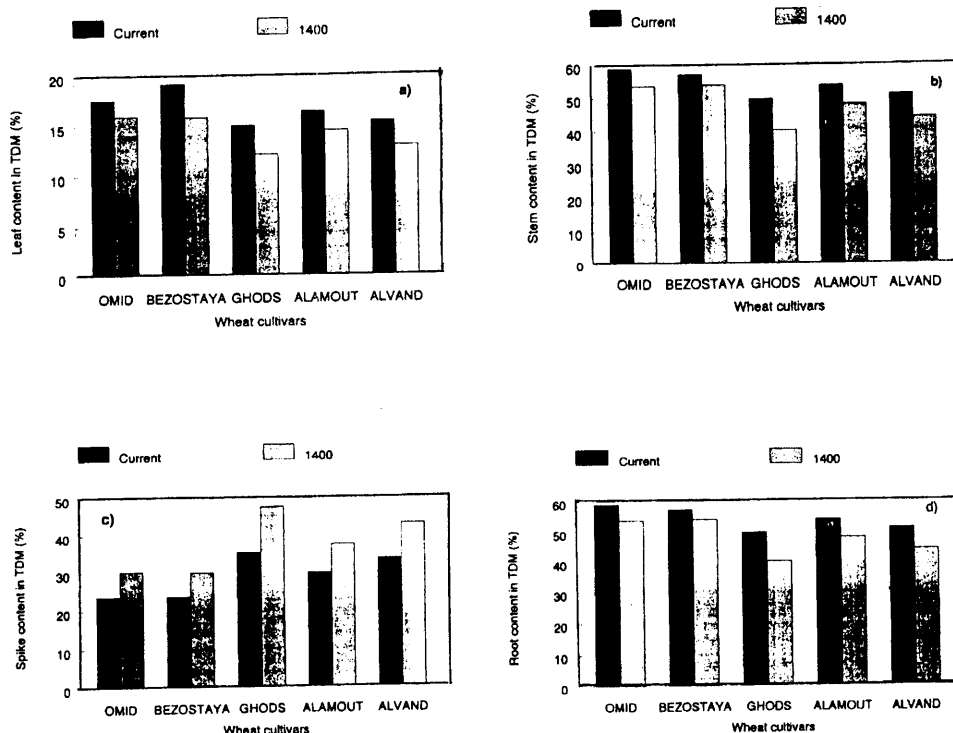 Current 1400
Leaf content in TDM (%)
20
15
10
5
0
a)
OMID BEZOSTAYA GHODS ALAMOUT ALVAND
Wheat cultivars
Current 1400
Stem content in TDM (%)
60
50
40
30
20
10
0
b)
OMID BEZOSTAYA GHODS ALAMOUT ALVAND
Wheat cultivars
Current 1400
Spike content in TDM (%)
50
40
30
20
10
0
c)
OMID BEZOSTAYA GHODS ALAMOUT ALVAND
Wheat cultivars
Current 1400
Root content in TDM (%)
60
50
40
30
20
10
0
d)
OMID BEZOSTAYA GHODS ALAMOUT ALVAND
Wheat cultivars